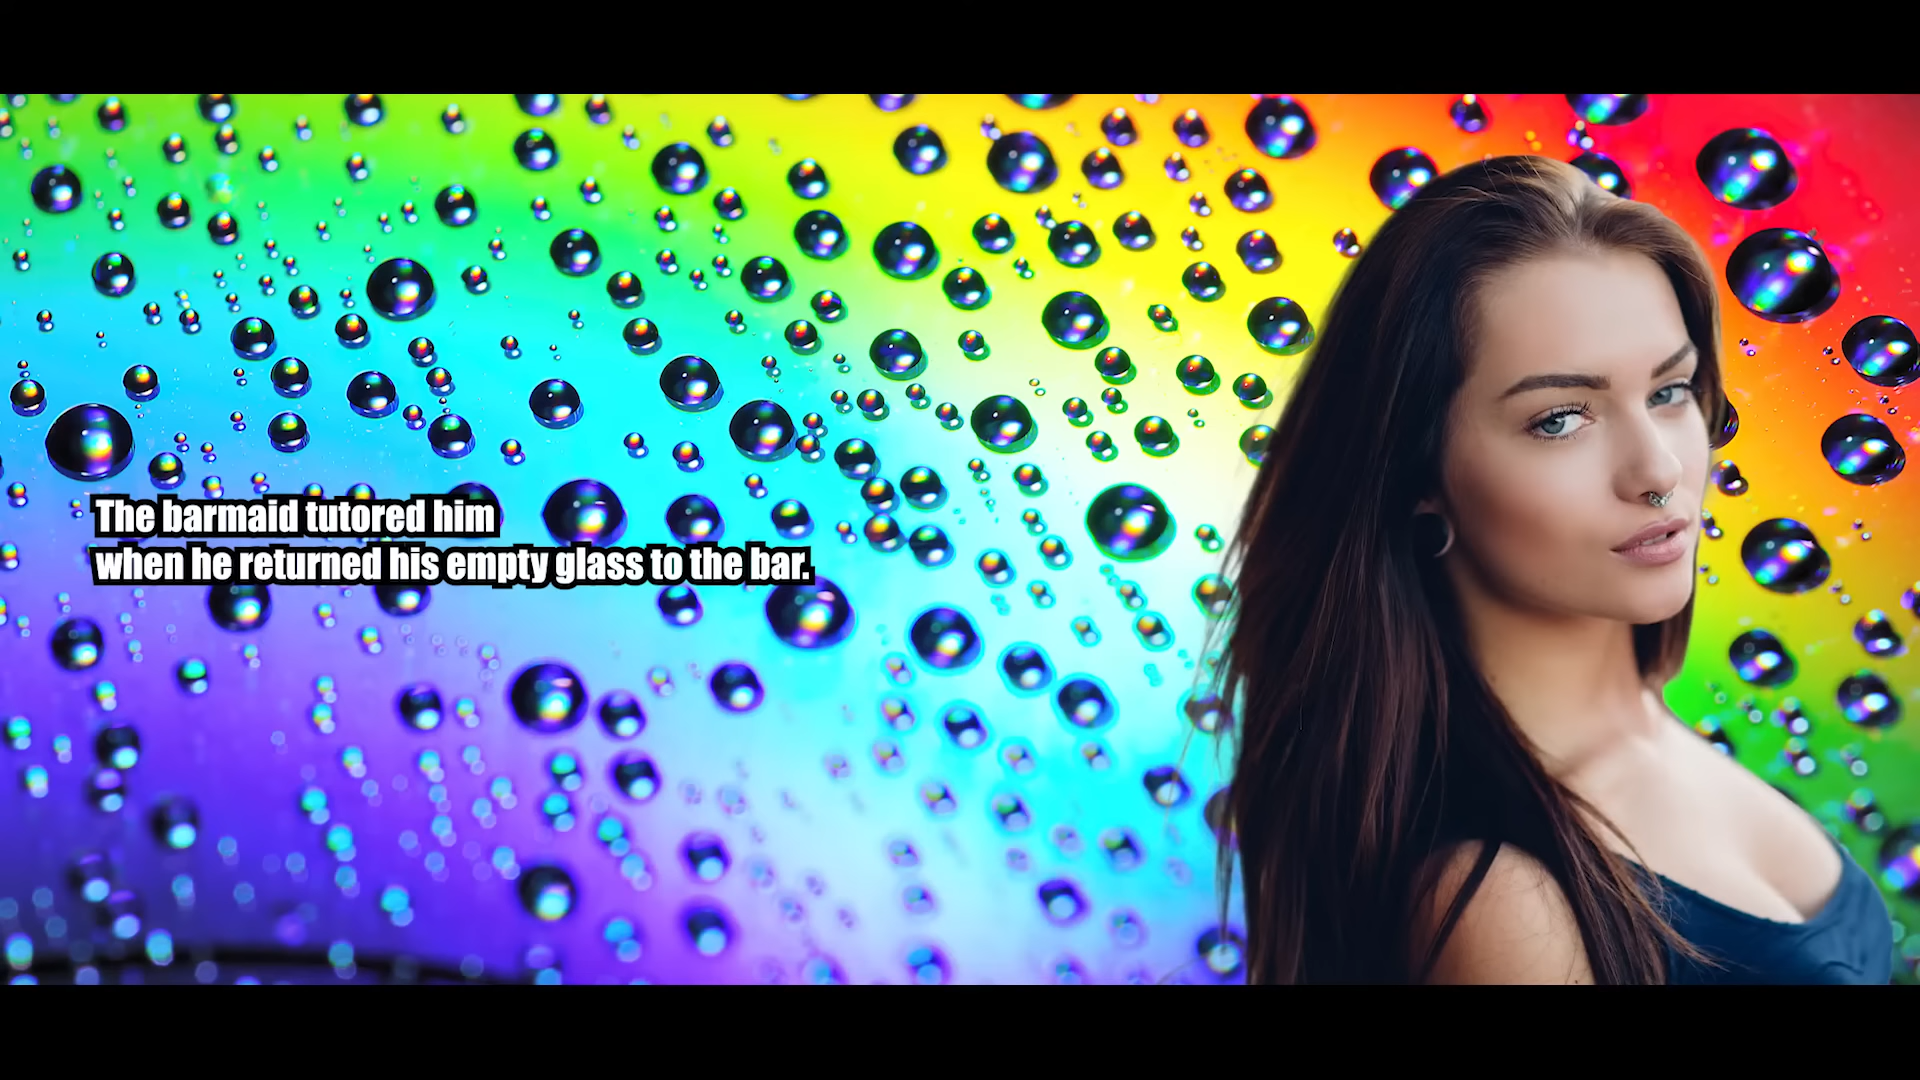 The barmaid tutored him
when he returned his empty glass to the bar.